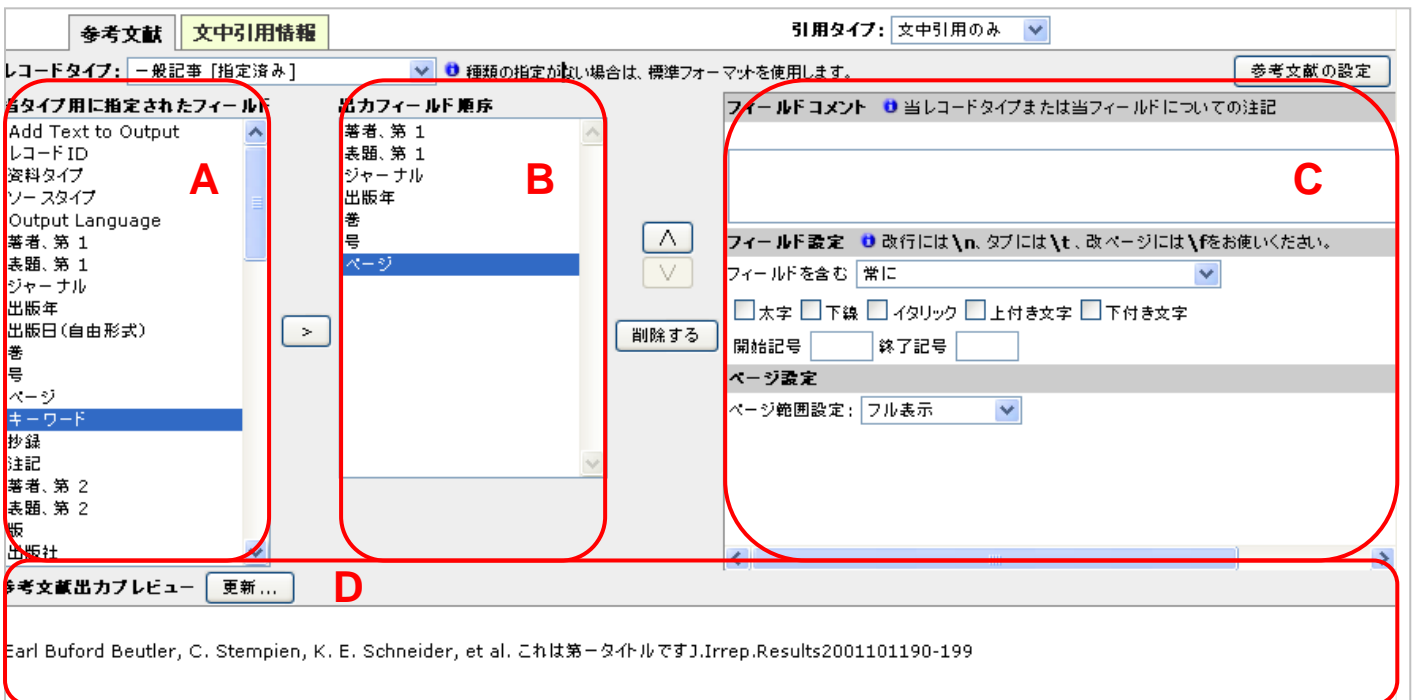 参考文献 文中引用情報 引用タイプ: 文中引用のみ
レコードタイプ: 一般記事 [指定済み] 種類の指定がない場合は、標準フォーマットを使用します。 参考文献の設定
当タイプ用に指定されたフィールド
Add Text to Output
レコード ID
資料タイプ
ソースタイプ
Output Language
著者、第 1
表題、第 1
ジャーナル
出版年
出版日(自由形式)
巻
号
ページ
キーワード
抄録
注記
著者、第 2
表題、第 2
版
出版社
A
>
出力フィールド順序
著者、第 1
表題、第 1
ジャーナル
出版年
巻
号
ページ
B
∧
∨
削除する
フィールドコメント 当レコードタイプまたは当フィールドについての注記
C
フィールド設定 改行には\n、タブには\t、改ページには\fをお使いください。
フィールドを含む 常に
太字 下線 イタリック 上付き文字 下付き文字
開始記号 終了記号
ページ設定
ページ範囲設定: フル表示
参考文献出力プレビュー 更新... D
Earl Buford Beutler, C. Stempien, K. E. Schneider, et al. これは第一タイトルですJ.Irrep.Results2001101190-199